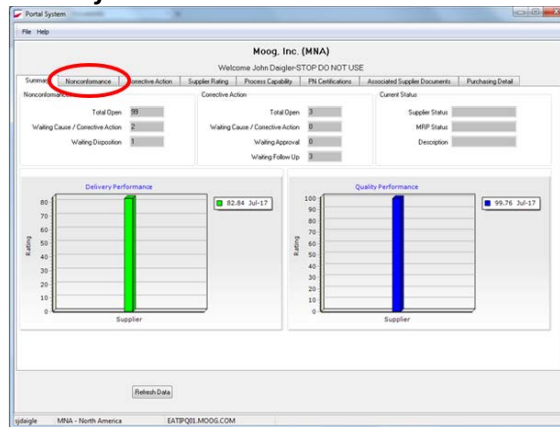 Portal System
File Help
Moog, Inc. (MNA)
Welcome John Daigler-STOP DO NOT USE
Summary Nonconformance Corrective Action Supplier Rating Process Capability PN Certifications Associated Supplier Documents Purchasing Detail
Nonconformance Corrective Action Current Status
Total Open Total Open 3 Supplier Status
Waiting Cause / Corrective Action 2 Waiting Cause / Corrective Action 0 MRP Status
Waiting Disposition 1 Waiting Approval 0 Description
Waiting Follow Up 3
Delivery Performance
82.84 Jul-17
80
70
60
50
40
30
20
10
0
Rating
Supplier
Quality Performance
99.76 Jul-17
100
90
80
70
60
50
40
30
20
10
0
Rating
Supplier
Refresh Data
sjdaigle MNA - North America EATIPQ01.MOOG.COM